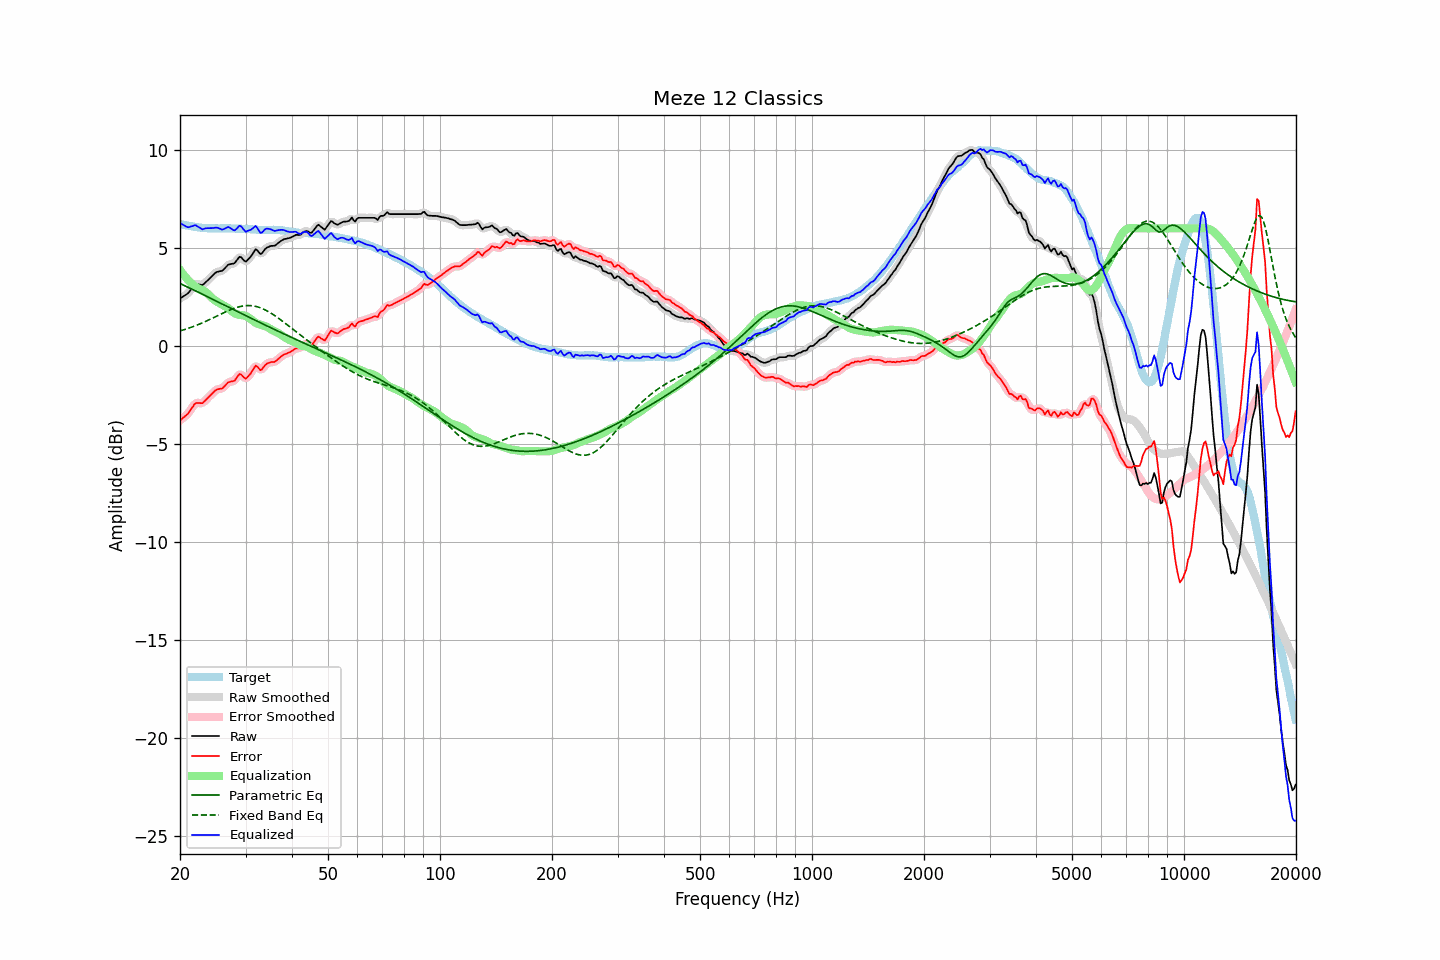 Meze 12 Classics
Amplitude (dBr)
10
5
0
−5
−10
−15
−20
−25
Target
Raw Smoothed
Error Smoothed
Raw
Error
Equalization
Parametric Eq
Fixed Band Eq
Equalized
20 50 100 200 500 1000 2000 5000 10000 20000
Frequency (Hz)